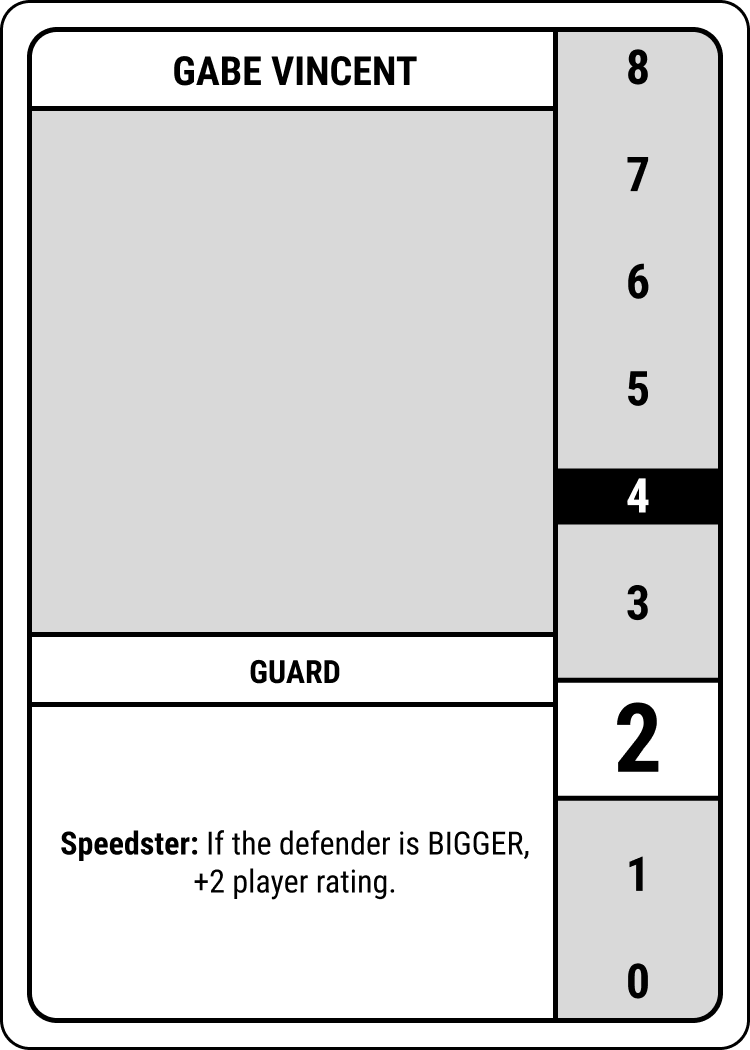 GABE VINCENT
GUARD
Speedster: If the defender is BIGGER,
+2 player rating.
8
7
6
5
4
3
2
1
0